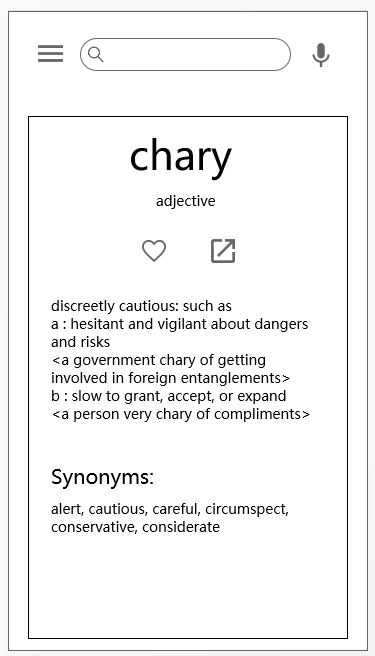 chary
adjective
discreetly cautious: such as
a : hesitant and vigilant about dangers
and risks
<a government chary of getting
involved in foreign entanglements>
b : slow to grant, accept, or expand
<a person very chary of compliments>
Synonyms:
alert, cautious, careful, circumspect,
conservative, considerate